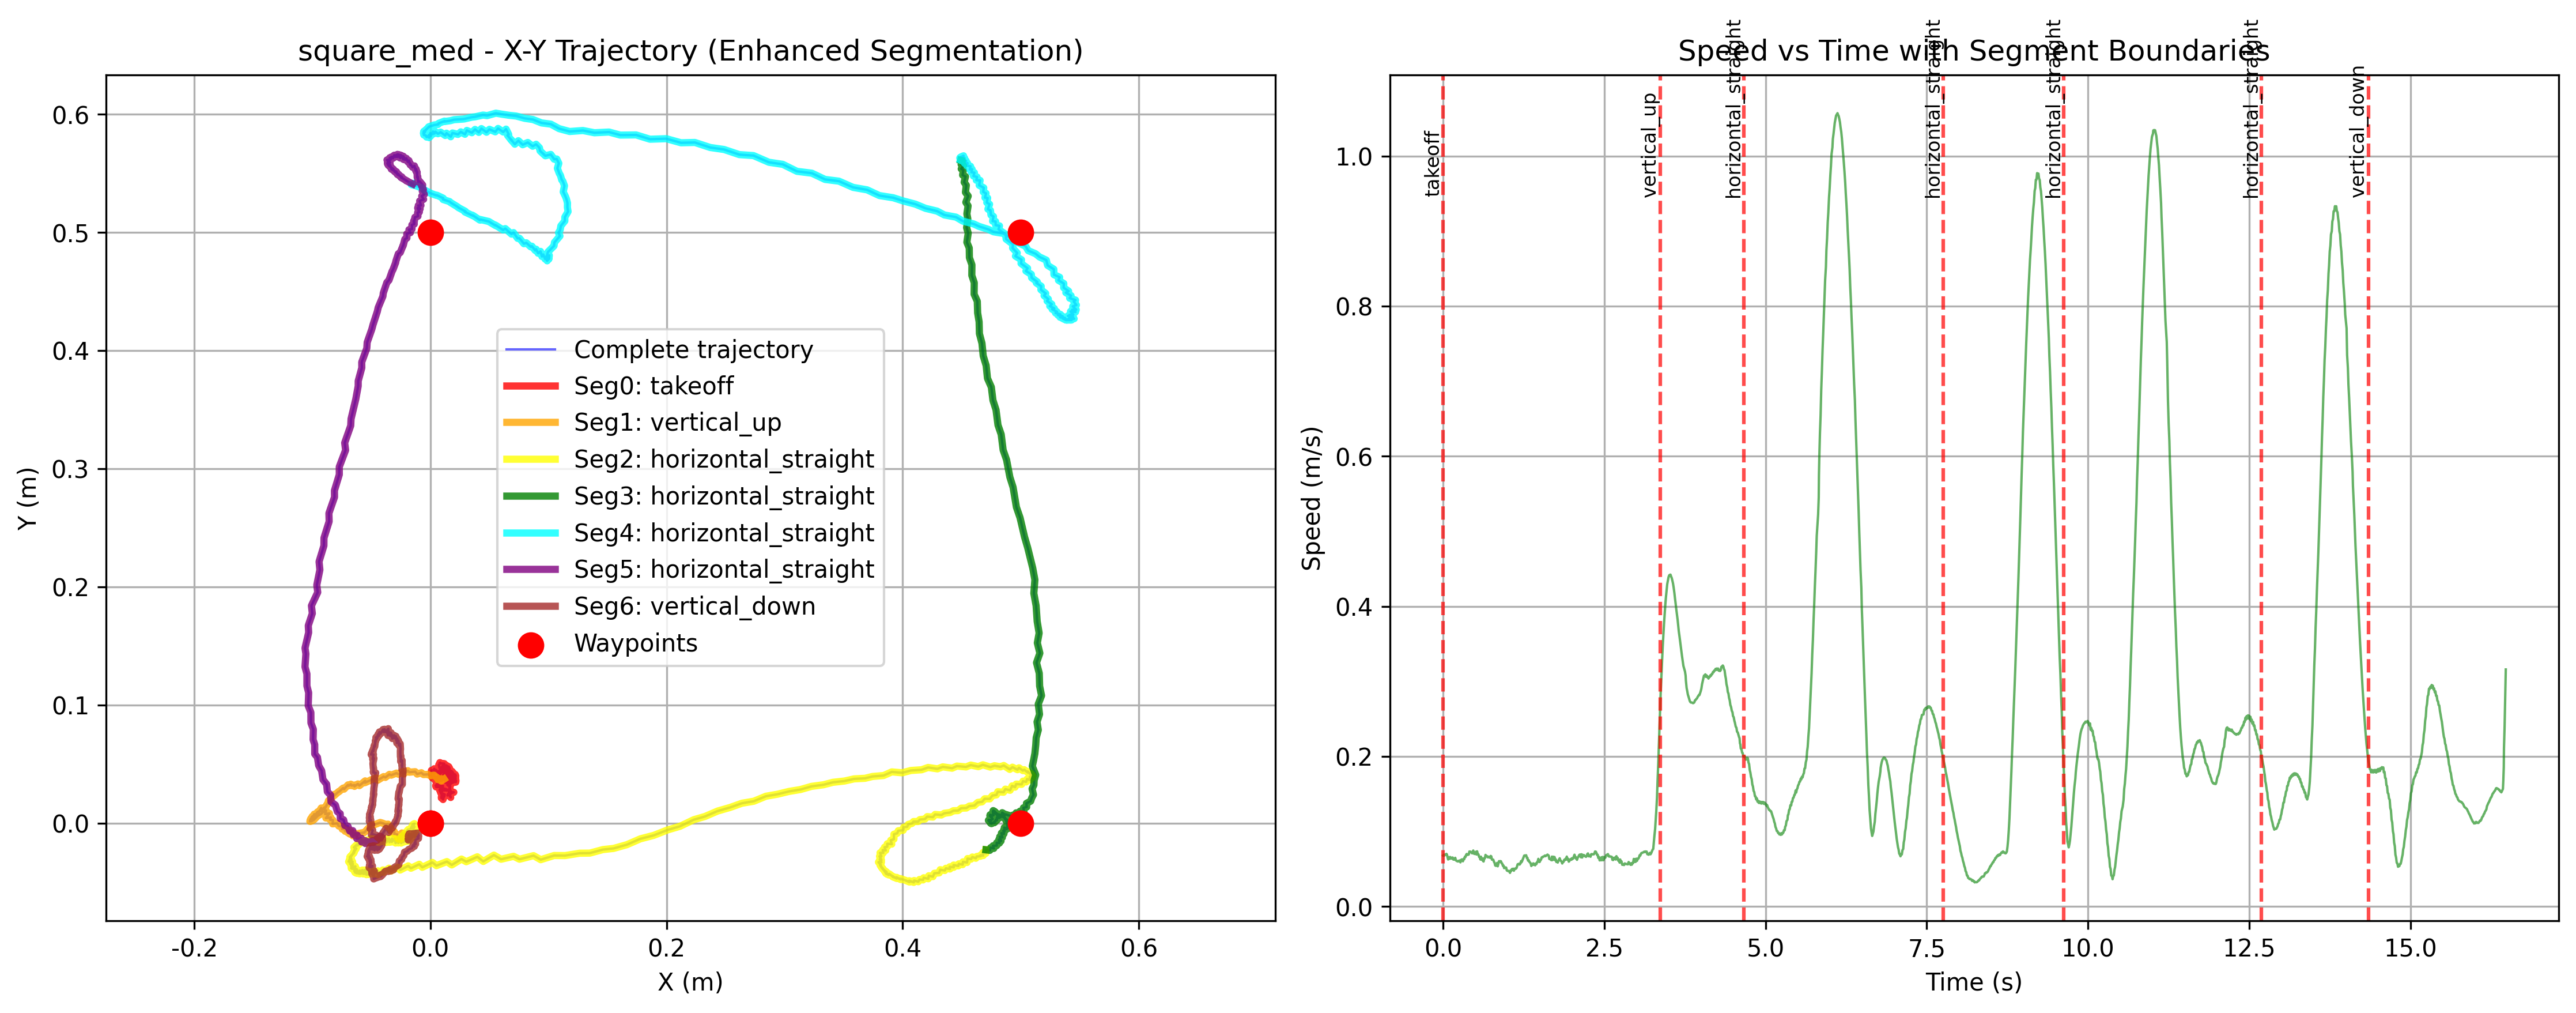 square_med - X-Y Trajectory (Enhanced Segmentation)
Y (m)
0.6
0.5
0.4
0.3
0.2
0.1
0.0
-0.2
0.0
0.2
0.4
0.6
X (m)
Complete trajectory
Seg0: takeoff
Seg1: vertical_up
Seg2: horizontal_straight
Seg3: horizontal_straight
Seg4: horizontal_straight
Seg5: horizontal_straight
Seg6: vertical_down
Waypoints
Speed vs Time with Segment Boundaries
takeoff
vertical_up
horizontal_straight
horizontal_straight
horizontal_straight
horizontal_straight
vertical_down
Speed (m/s)
1.0
0.8
0.6
0.4
0.2
0.0
0.0
2.5
5.0
7.5
10.0
12.5
15.0
Time (s)